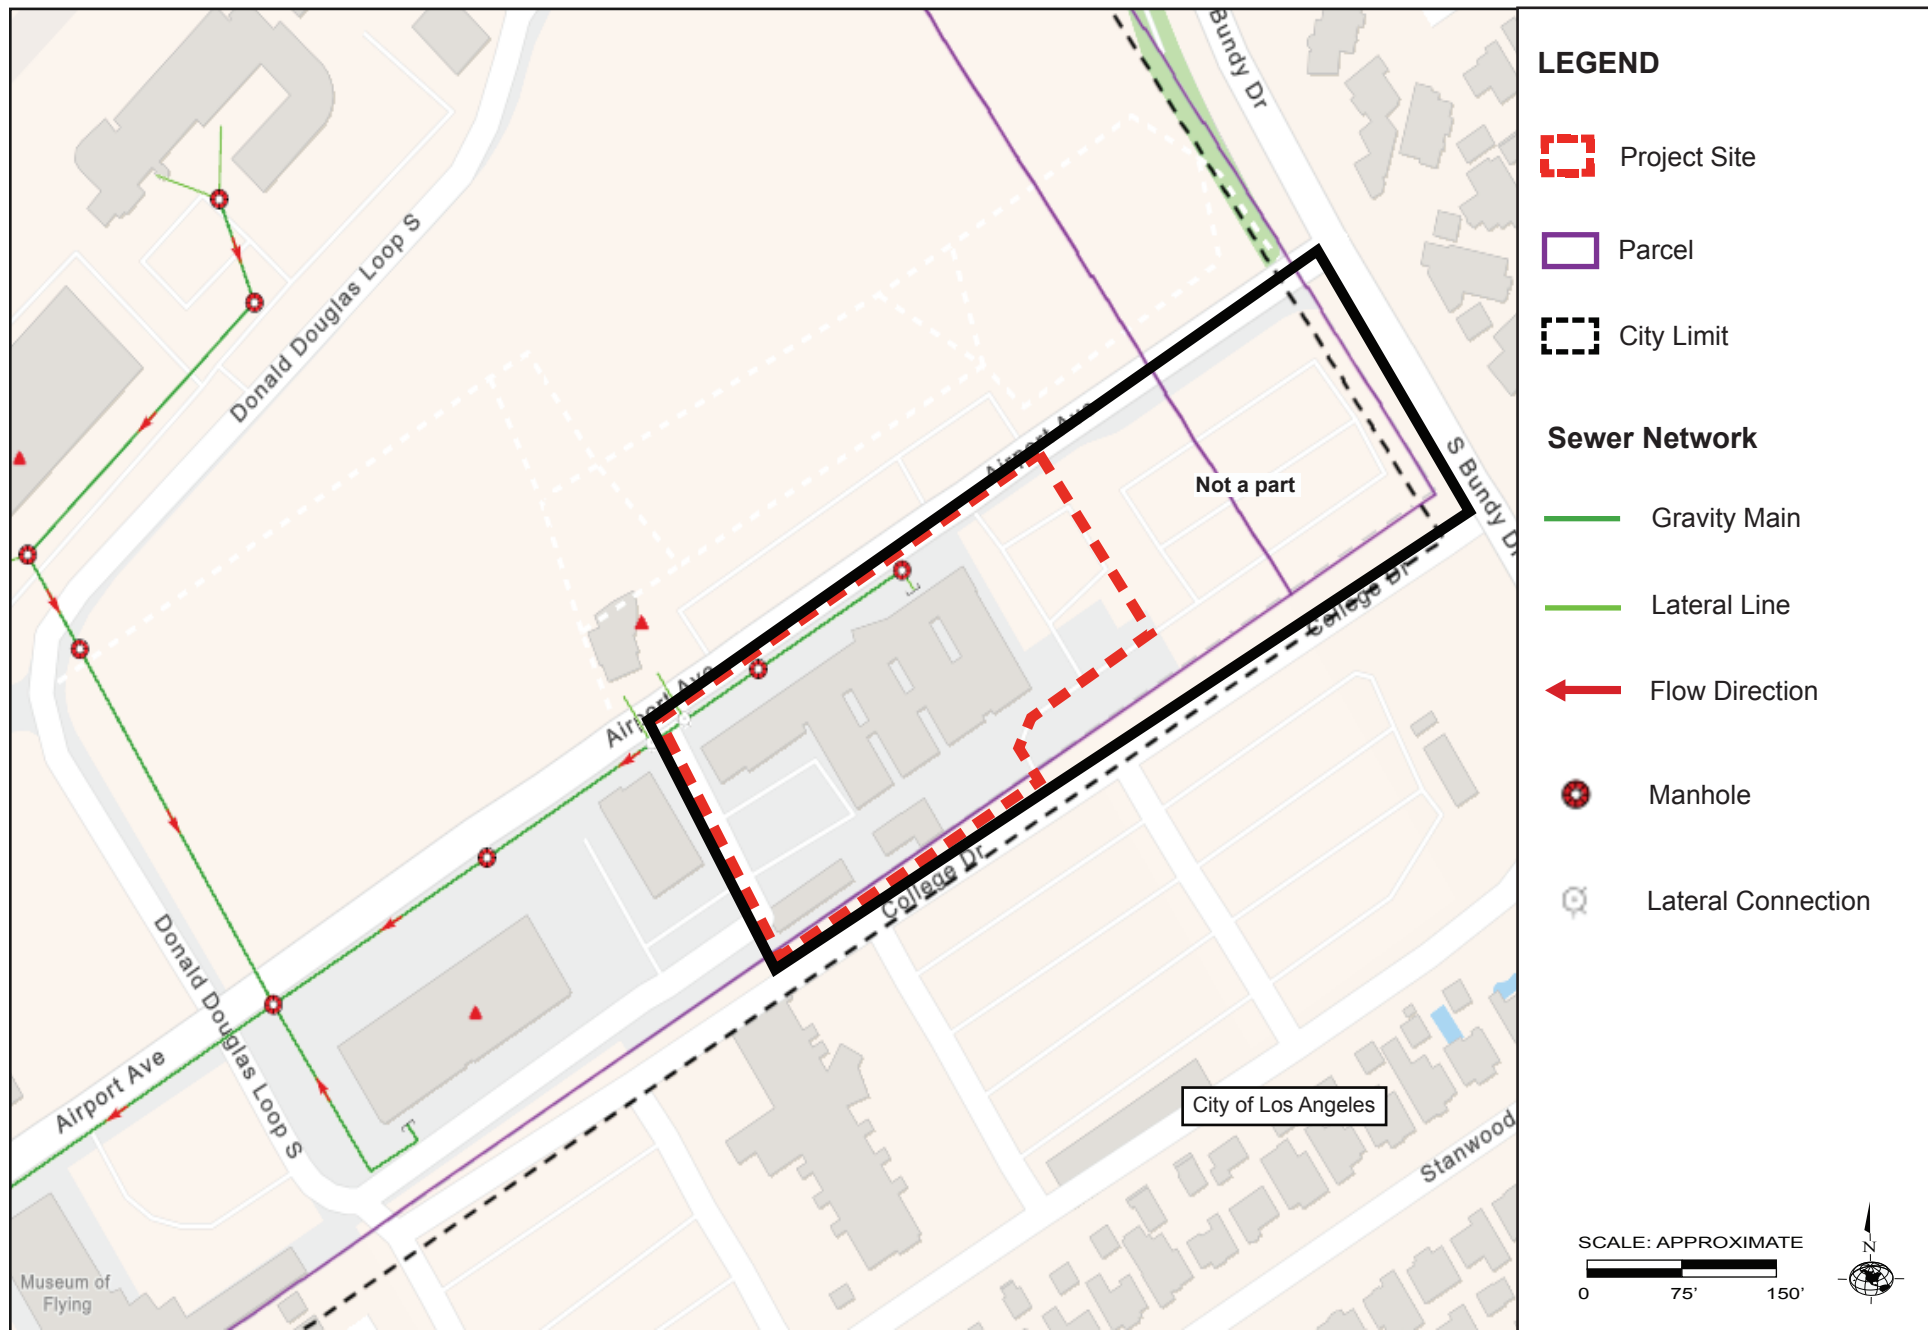 Bundy Dr
Donald Douglas Loop S
Airport Ave
Not a part
S Bundy Dr
College Dr
Airport Ave
College Dr
Donald Douglas Loop S
Airport Ave
City of Los Angeles
Stanwood
Museum of
Flying
LEGEND
Project Site
Parcel
City Limit
Sewer Network
Gravity Main
Lateral Line
Flow Direction
Manhole
Lateral Connection
SCALE: APPROXIMATE
0 75' 150'
N